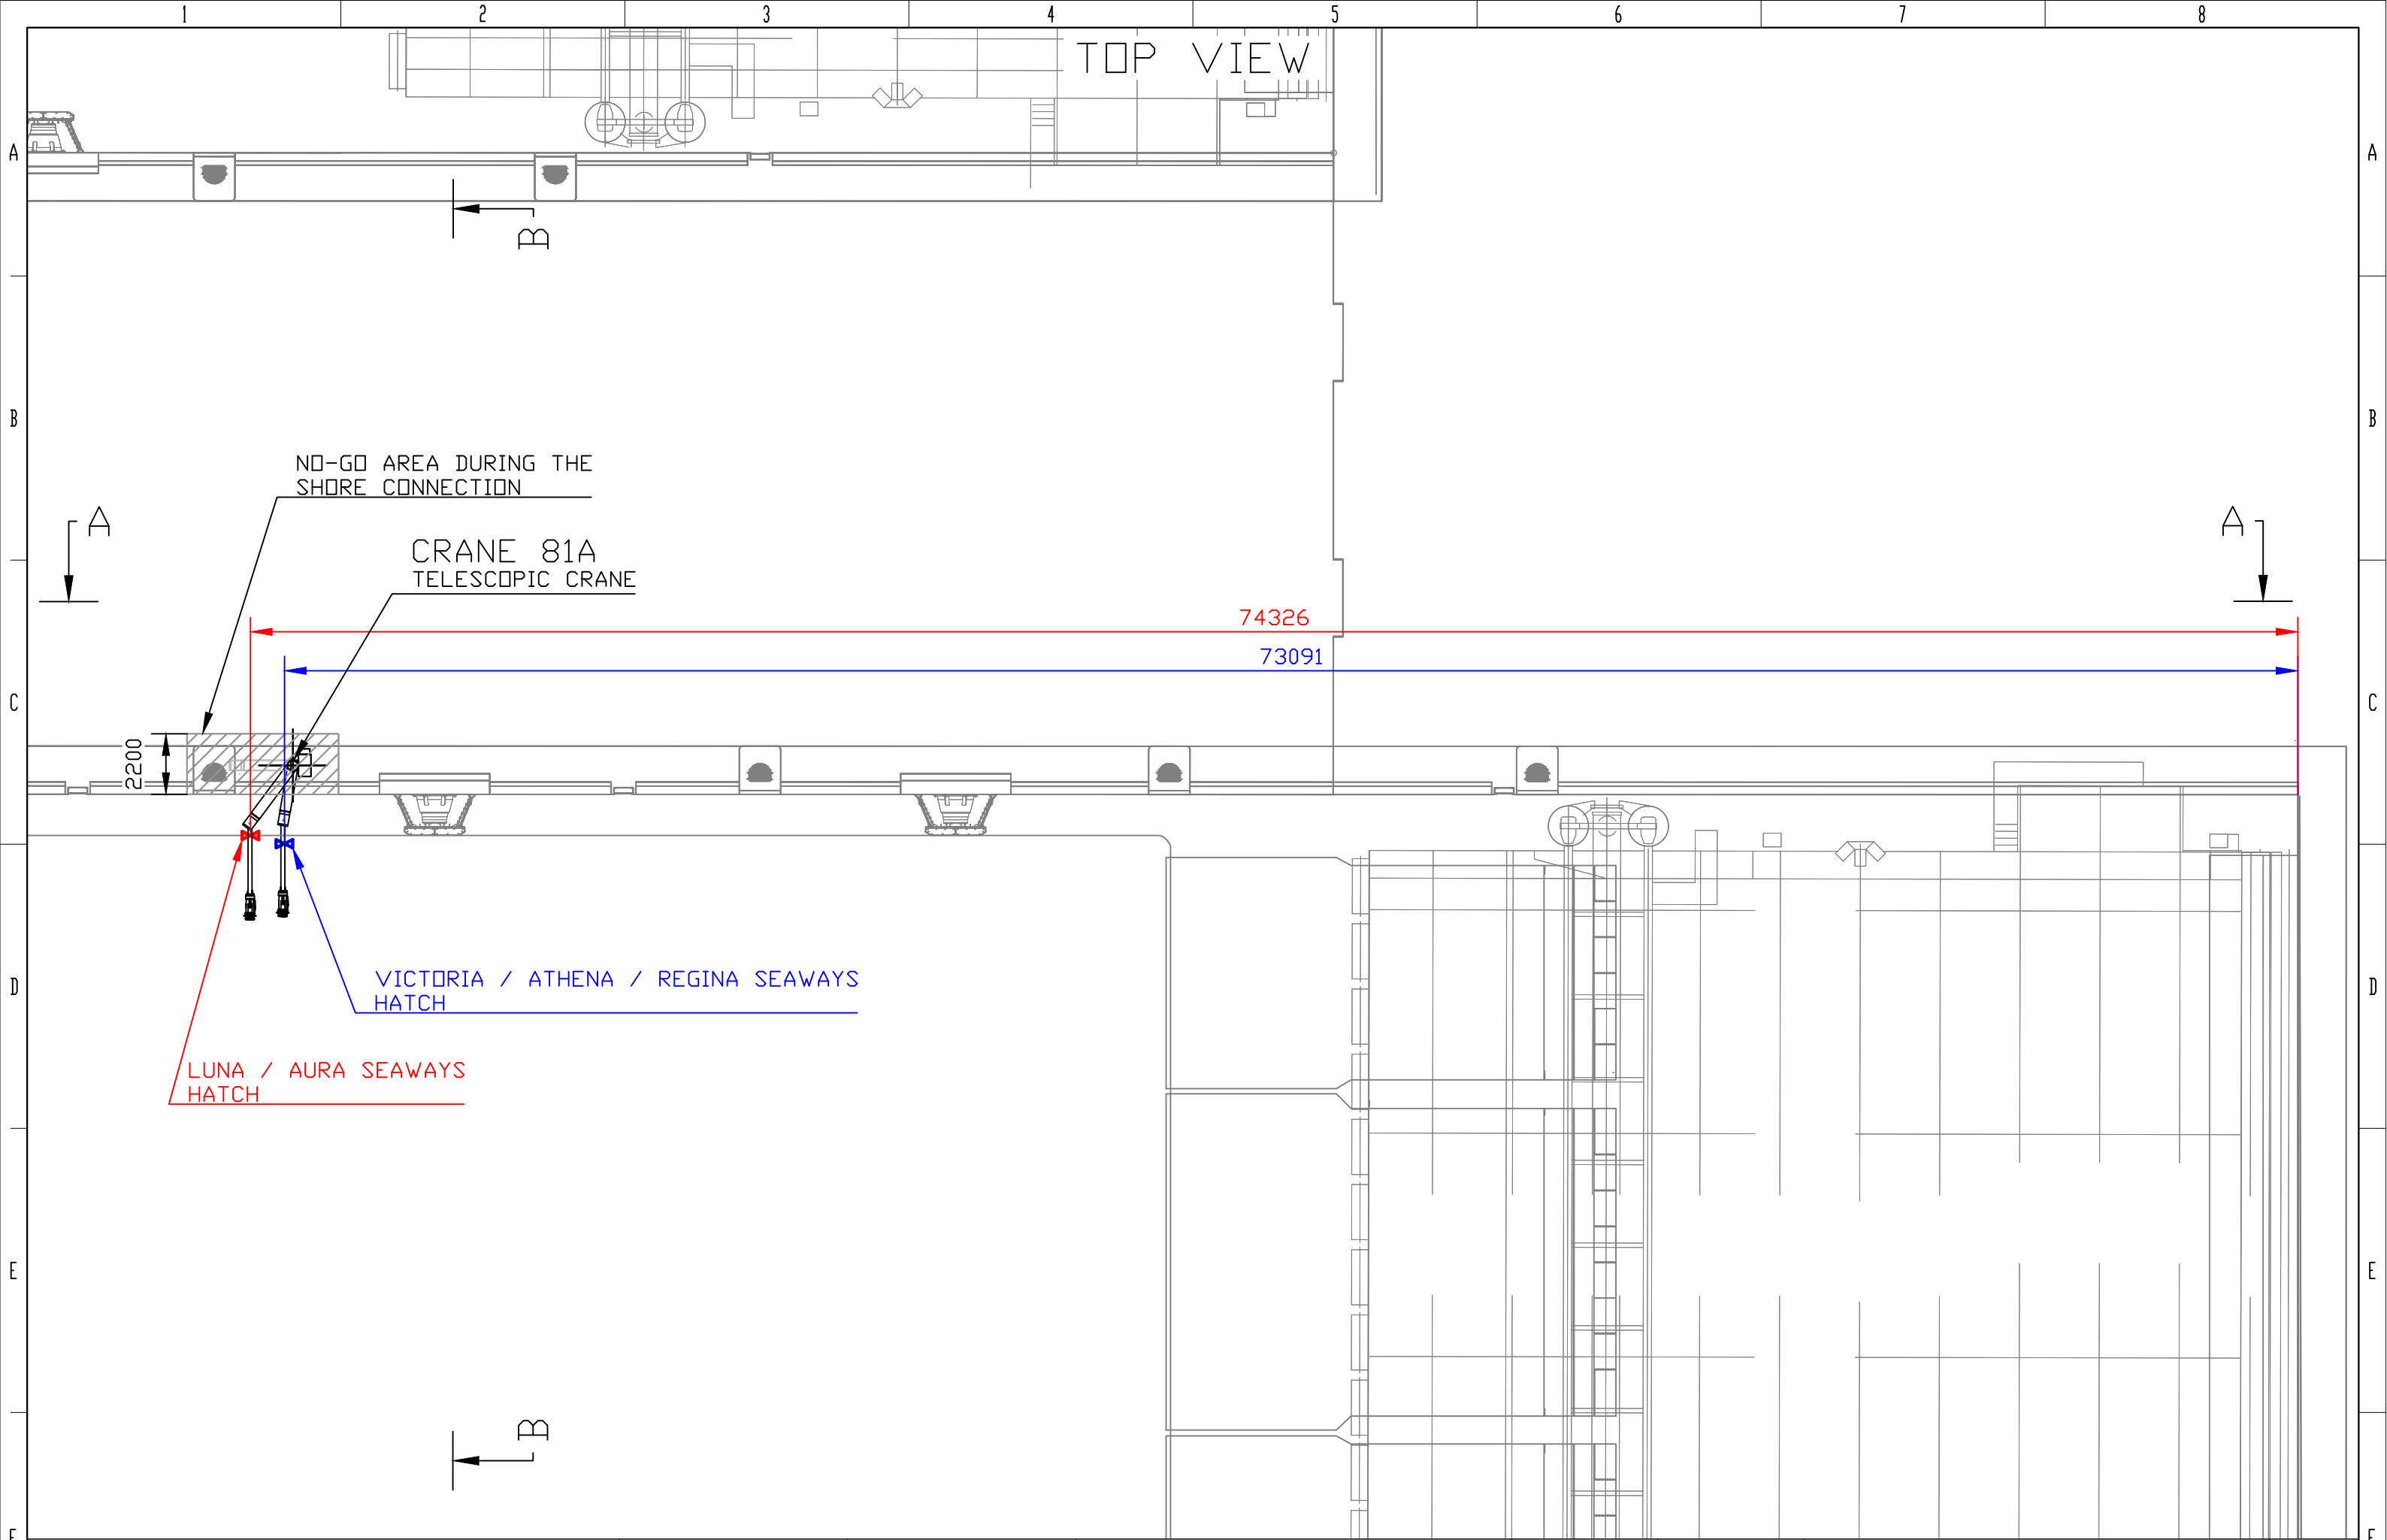 1 2 3 4 5 6 7 8
TOP VIEW
A A
B
B B
NO-GO AREA DURING THE
SHORE CONNECTION
A A
CRANE 81A
TELESCOPIC CRANE
74326
73091
C C
2200
D D
VICTORIA / ATHENA / REGINA SEAWAYS
HATCH
LUNA / AURA SEAWAYS
HATCH
E E
B